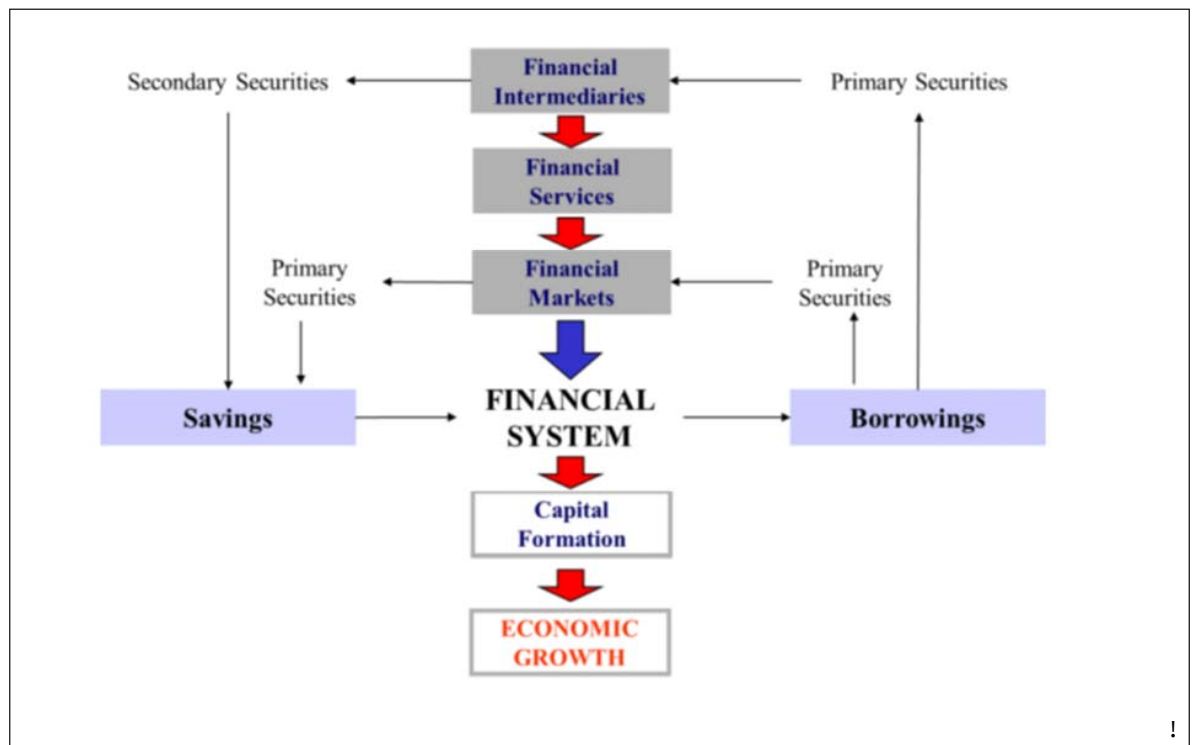 Financial
Intermediaries
Secondary Securities
Primary Securities
Financial
Services
Financial
Markets
Primary
Securities
Primary
Securities
Savings
FINANCIAL
SYSTEM
Borrowings
Capital
Formation
ECONOMIC
GROWTH
!